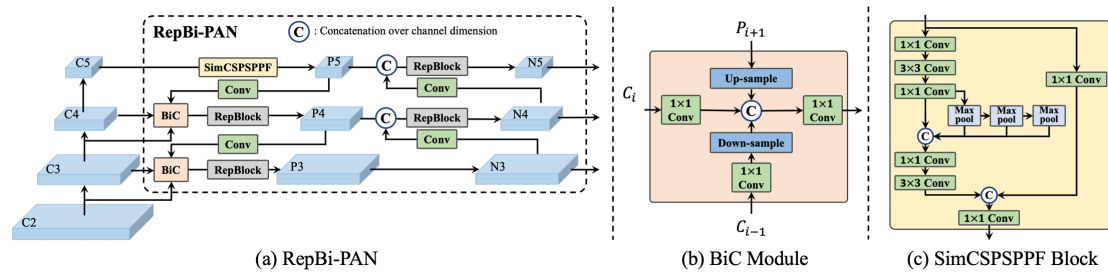 RepBi-PAN
C : Concatenation over channel dimension
C5
SimCSPSPPF
P5
C
RepBlock
N5
Conv
Conv
C4
BiC
RepBlock
P4
C
RepBlock
N4
Conv
Conv
C3
BiC
RepBlock
P3
N3
C2
(a) RepBi-PAN
P_{i+1}
Up-sample
C_i
1×1
Conv
C
1×1
Conv
Down-sample
1×1
Conv
C_{i−1}
(b) BiC Module
1×1 Conv
3×3 Conv
1×1 Conv
1×1 Conv
Max
pool
Max
pool
Max
pool
C
1×1 Conv
3×3 Conv
C
1×1 Conv
(c) SimCSPSPPF Block